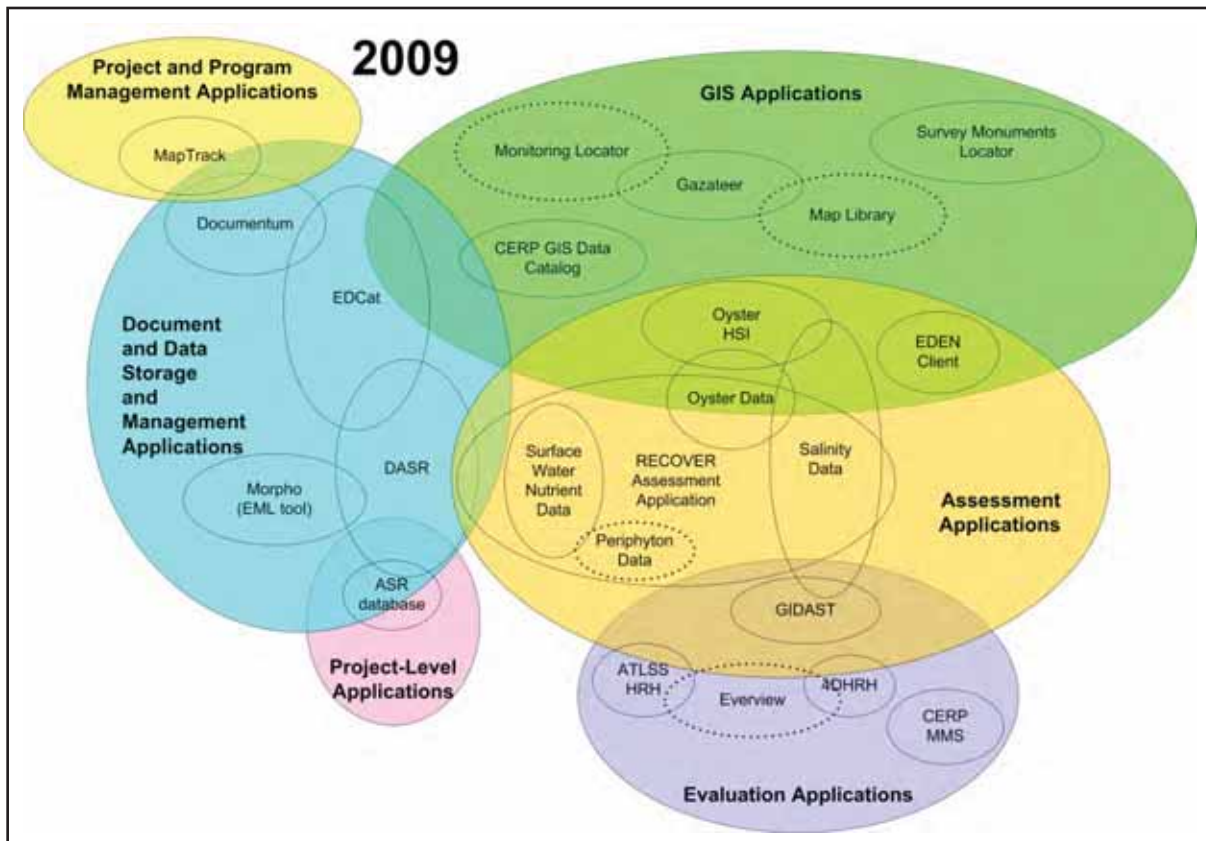 2009
Project and Program
Management Applications
MapTrack
GIS Applications
Monitoring Locator
Survey Monuments
Locator
Gazateer
Map Library
CERP GIS Data
Catalog
Documentum
EDCat
Document
and Data
Storage
and
Management
Applications
DASR
Morpho
(EML tool)
Oyster
HSI
EDEN
Client
Oyster Data
Surface
Water
Nutrient
Data
RECOVER
Assessment
Application
Salinity
Data
Periphyton
Data
Assessment
Applications
ASR
database
Project-Level
Applications
GIDAST
ATLSS
HRH
Everview
4DHRH
CERP
MMS
Evaluation Applications